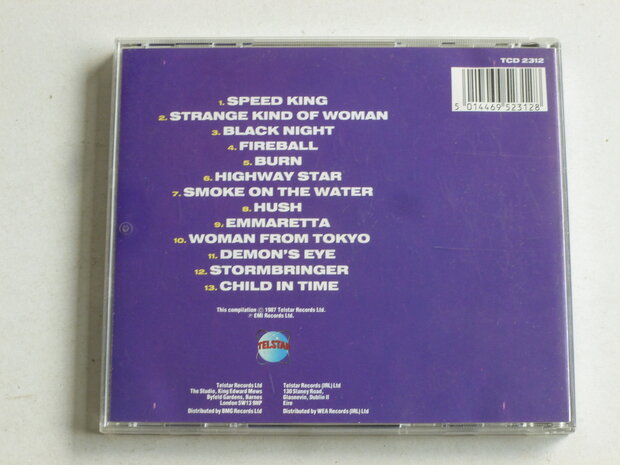 TCD 2312
5 014469 523128
1. SPEED KING
2. STRANGE KIND OF WOMAN
3. BLACK NIGHT
4. FIREBALL
5. BURN
6. HIGHWAY STAR
7. SMOKE ON THE WATER
8. HUSH
9. EMMARETTA
10. WOMAN FROM TOKYO
11. DEMON'S EYE
12. STORMBRINGER
13. CHILD IN TIME
This compilation © 1987 Telstar Records Ltd.
℗ EMI Records Ltd.
TELSTAR
Telstar Records Ltd
The Studio, King Edward Mews
Byfeld Gardens, Barnes
London SW13 9HP
Distributed by BMG Records Ltd
Telstar Records (IRL) Ltd
130 Slaney Road,
Glasnevin, Dublin II
Eire
Distributed by WEA Records (IRL) Ltd